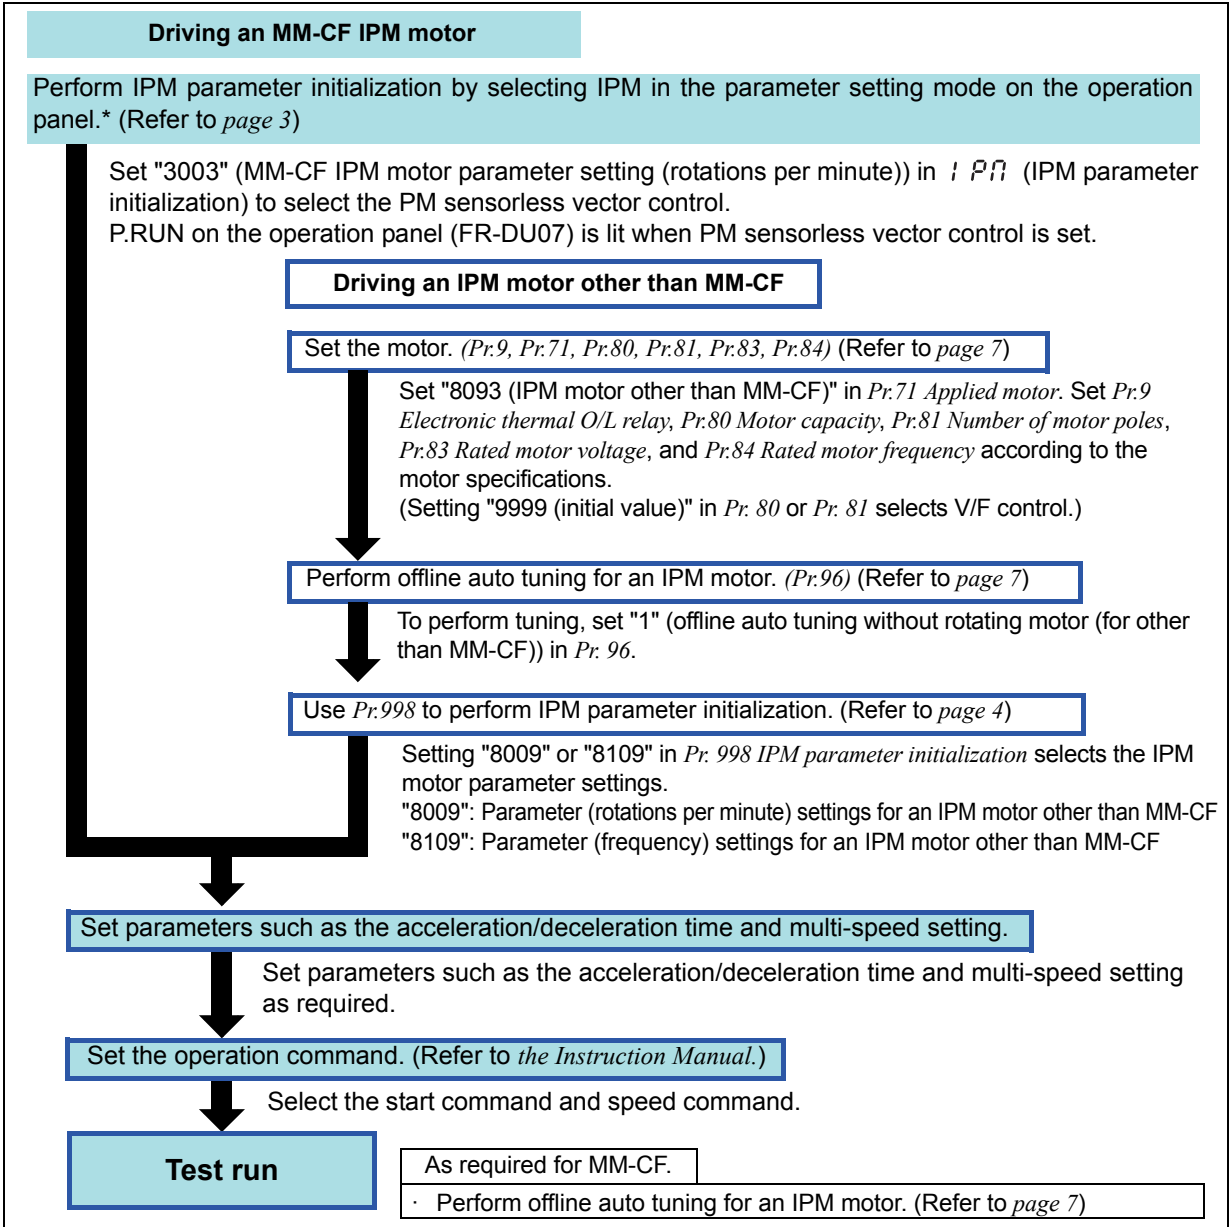 Driving an MM-CF IPM motor
Perform IPM parameter initialization by selecting IPM in the parameter setting mode on the operation
panel.* (Refer to page 3)
Set "3003" (MM-CF IPM motor parameter setting (rotations per minute)) in IPM (IPM parameter
initialization) to select the PM sensorless vector control.
P.RUN on the operation panel (FR-DU07) is lit when PM sensorless vector control is set.
Driving an IPM motor other than MM-CF
Set the motor. (Pr.9, Pr.71, Pr.80, Pr.81, Pr.83, Pr.84) (Refer to page 7)
Set "8093 (IPM motor other than MM-CF)" in Pr.71 Applied motor. Set Pr.9
Electronic thermal O/L relay, Pr.80 Motor capacity, Pr.81 Number of motor poles,
Pr.83 Rated motor voltage, and Pr.84 Rated motor frequency according to the
motor specifications.
(Setting "9999 (initial value)" in Pr. 80 or Pr. 81 selects V/F control.)
Perform offline auto tuning for an IPM motor. (Pr.96) (Refer to page 7)
To perform tuning, set "1" (offline auto tuning without rotating motor (for other
than MM-CF)) in Pr. 96.
Use Pr.998 to perform IPM parameter initialization. (Refer to page 4)
Setting "8009" or "8109" in Pr. 998 IPM parameter initialization selects the IPM
motor parameter settings.
"8009": Parameter (rotations per minute) settings for an IPM motor other than MM-CF
"8109": Parameter (frequency) settings for an IPM motor other than MM-CF
Set parameters such as the acceleration/deceleration time and multi-speed setting.
Set parameters such as the acceleration/deceleration time and multi-speed setting
as required.
Set the operation command. (Refer to the Instruction Manual.)
Select the start command and speed command.
Test run
As required for MM-CF.
· Perform offline auto tuning for an IPM motor. (Refer to page 7)